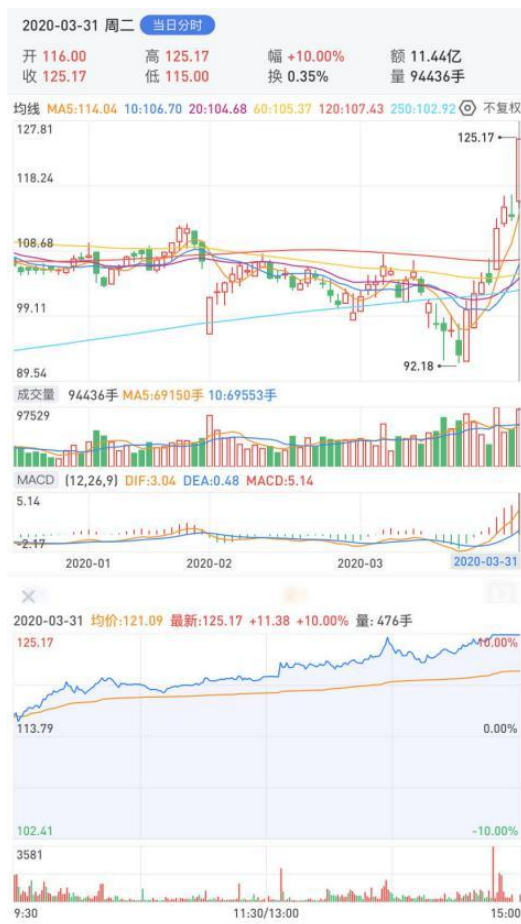 2020-03-31 周二 当日分时
开 116.00 高 125.17 幅 +10.00% 额 11.44亿
收 125.17 低 115.00 换 0.35% 量 94436手
均线 MA5:114.04 10:106.70 20:104.68 60:105.37 120:107.43 250:102.92 不复权
127.81
125.17
118.24
108.68
99.11
92.18
89.54
成交量 94436手 MA5:69150手 10:69553手
97529
MACD (12,26,9) DIF:3.04 DEA:0.48 MACD:5.14
5.14
-2.17
2020-01 2020-02 2020-03 2020-03-31
2020-03-31 均价:121.09 最新:125.17 +11.38 +10.00% 量: 476手
125.17 10.00%
113.79 0.00%
102.41 -10.00%
3581
9:30 11:30/13:00 15:00